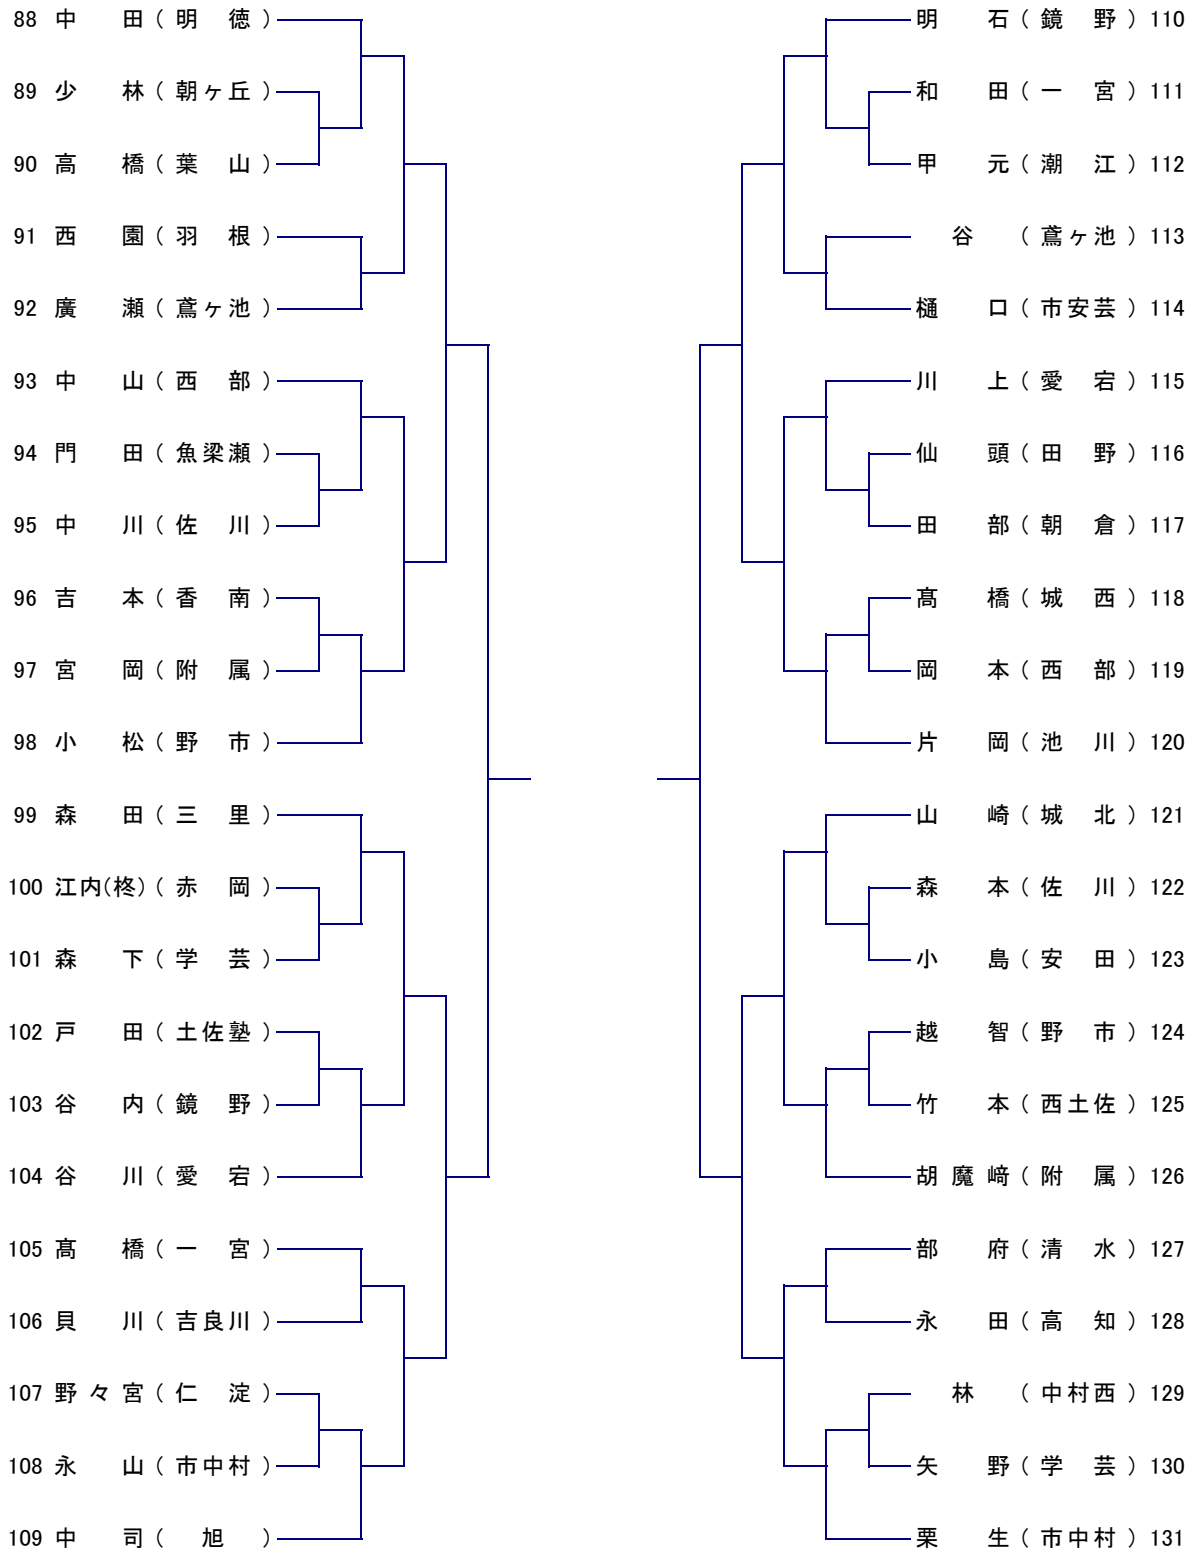 88 中 田 ( 明 徳 )
89 少 林 ( 朝ヶ丘 )
90 高 橋 ( 葉 山 )
91 西 園 ( 羽 根 )
92 廣 瀬 ( 鳶ヶ池 )
93 中 山 ( 西 部 )
94 門 田 ( 魚梁瀬 )
95 中 川 ( 佐 川 )
96 吉 本 ( 香 南 )
97 宮 岡 ( 附 属 )
98 小 松 ( 野 市 )
99 森 田 ( 三 里 )
100 江内(柊) ( 赤 岡 )
101 森 下 ( 学 芸 )
102 戸 田 ( 土佐塾 )
103 谷 内 ( 鏡 野 )
104 谷 川 ( 愛 宕 )
105 髙 橋 ( 一 宮 )
106 貝 川 ( 吉良川 )
107 野々宮 ( 仁 淀 )
108 永 山 ( 市中村 )
109 中 司 ( 旭 )
明 石 ( 鏡 野 ) 110
和 田 ( 一 宮 ) 111
甲 元 ( 潮 江 ) 112
谷 ( 鳶ヶ池 ) 113
樋 口 ( 市安芸 ) 114
川 上 ( 愛 宕 ) 115
仙 頭 ( 田 野 ) 116
田 部 ( 朝 倉 ) 117
髙 橋 ( 城 西 ) 118
岡 本 ( 西 部 ) 119
片 岡 ( 池 川 ) 120
山 崎 ( 城 北 ) 121
森 本 ( 佐 川 ) 122
小 島 ( 安 田 ) 123
越 智 ( 野 市 ) 124
竹 本 ( 西土佐 ) 125
胡魔﨑 ( 附 属 ) 126
部 府 ( 清 水 ) 127
永 田 ( 高 知 ) 128
林 ( 中村西 ) 129
矢 野 ( 学 芸 ) 130
栗 生 ( 市中村 ) 131